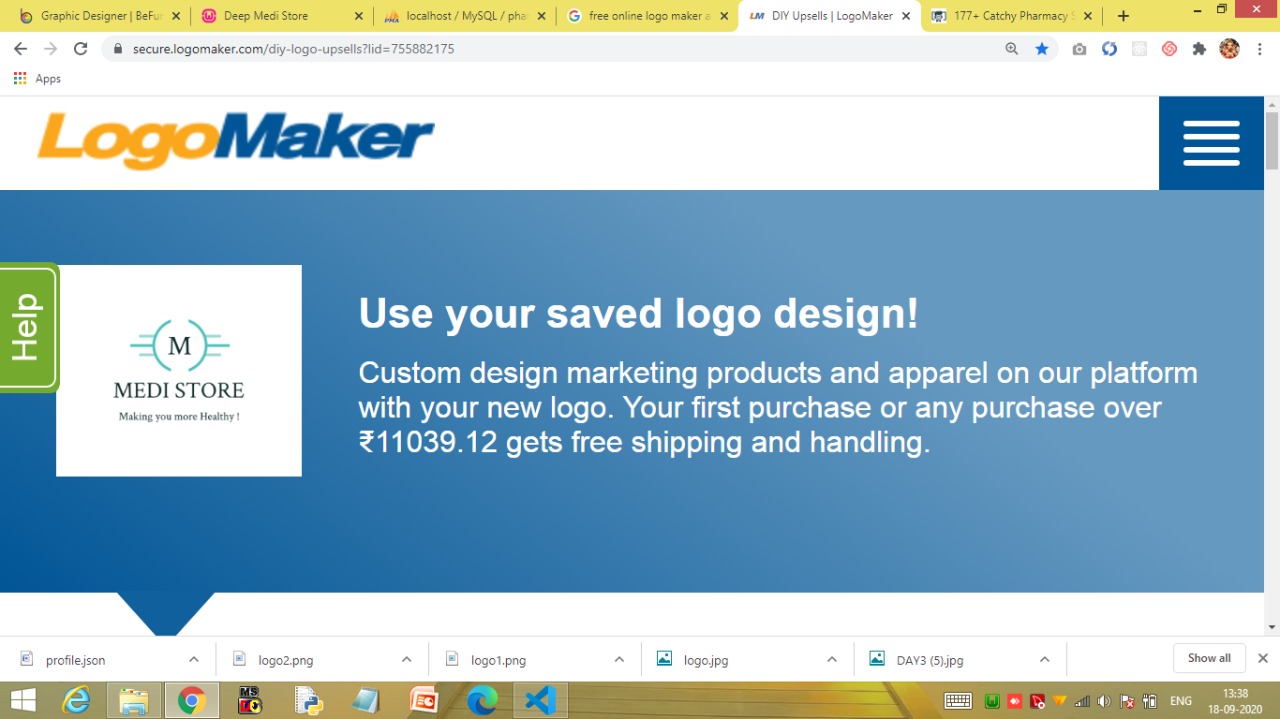 Graphic Designer | BeFu
Deep Medi Store
localhost / MySQL / pha
free online logo maker a
LM DIY Upsells | LogoMaker
177+ Catchy Pharmacy S
secure.logomaker.com/diy-logo-upsells?lid=755882175
Apps
LogoMaker
Help
M
MEDI STORE
Making you more Healthy !
Use your saved logo design!
Custom design marketing products and apparel on our platform
with your new logo. Your first purchase or any purchase over
₹11039.12 gets free shipping and handling.
profile.json
logo2.png
logo1.png
logo.jpg
DAY3 (5).jpg
Show all
ENG
13:38
18-09-2020